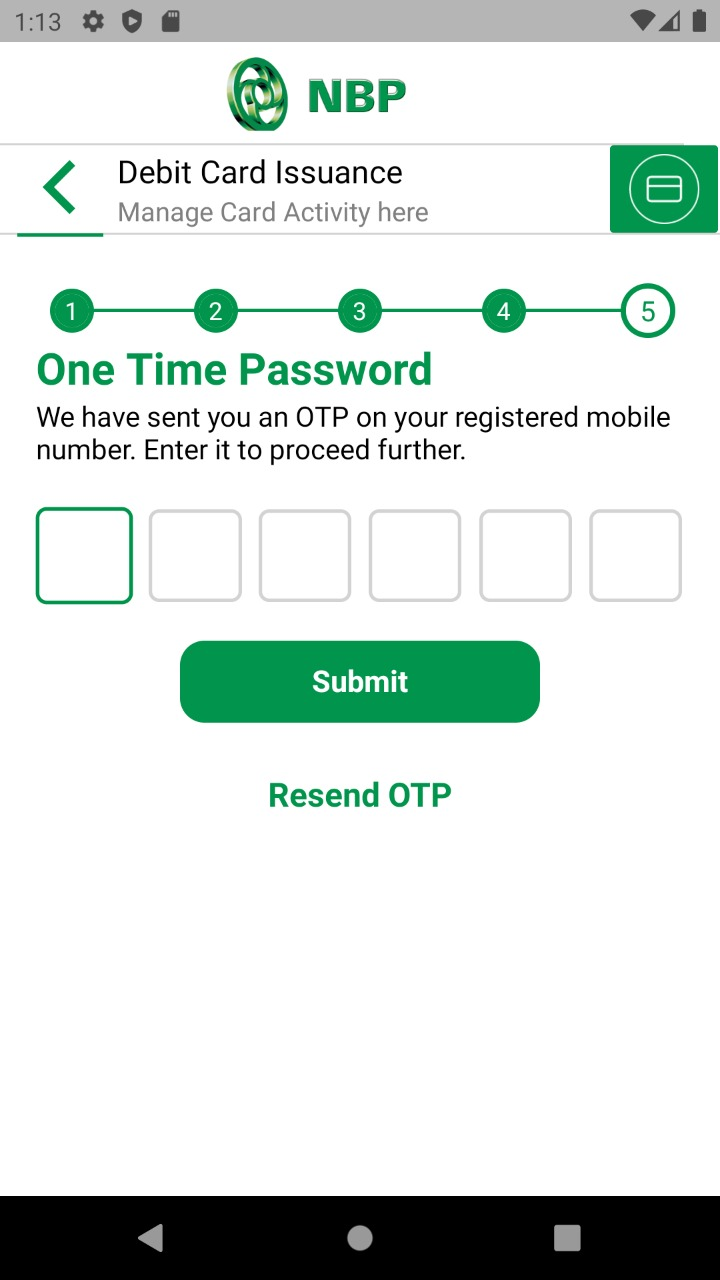 1:13
NBP
Debit Card Issuance
Manage Card Activity here
1 2 3 4 5
One Time Password
We have sent you an OTP on your registered mobile
number. Enter it to proceed further.
Submit
Resend OTP